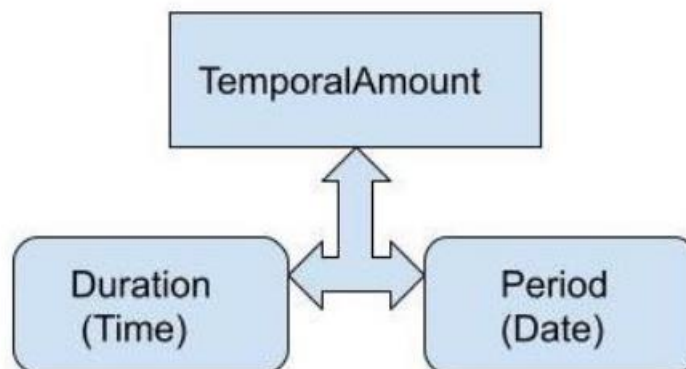 TemporalAmount
Duration
(Time)
Period
(Date)